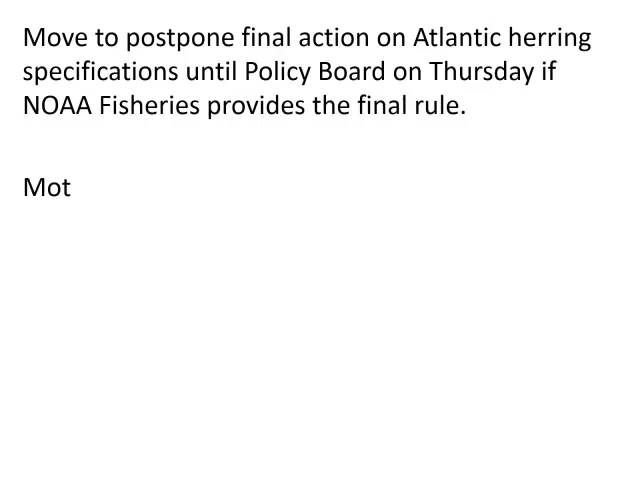 Move to postpone final action on Atlantic herring
specifications until Policy Board on Thursday if
NOAA Fisheries provides the final rule.
Mot